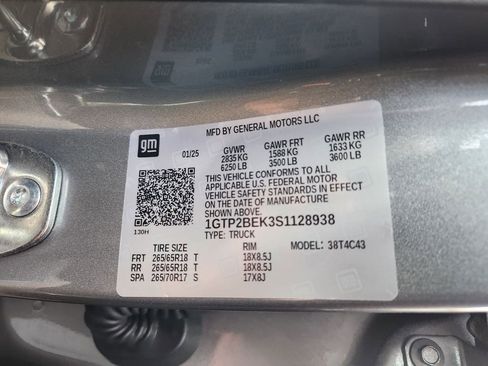 MFD BY GENERAL MOTORS LLC
gm
01/25
GVWR GAWR FRT GAWR RR
2835 KG 1588 KG 1633 KG
6250 LB 3500 LB 3600 LB
THIS VEHICLE CONFORMS TO ALL
APPLICABLE U.S. FEDERAL MOTOR
VEHICLE SAFETY STANDARDS IN EFFECT
ON THE DATE OF MANUFACTURE
SHOWN ABOVE.
1GTP2BEK3S1128938
TYPE: TRUCK
130H
MODEL: 38T4C43
TIRE SIZE RIM
FRT 265/65R18 T 18X8.5J
RR 265/65R18 T 18X8.5J
SPA 265/70R17 S 17X8J